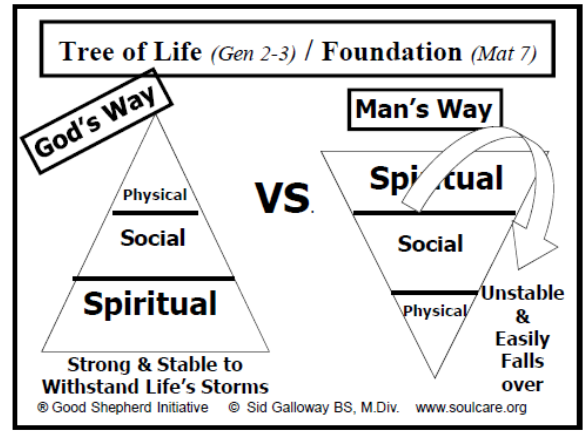 Tree of Life (Gen 2-3) / Foundation (Mat 7)
God's Way
Physical
Social
Spiritual
Strong & Stable to
Withstand Life's Storms
VS.
Man's Way
Spiritual
Social
Physical
Unstable
&
Easily
Falls
over
® Good Shepherd Initiative © Sid Galloway BS, M.Div. www.soulcare.org